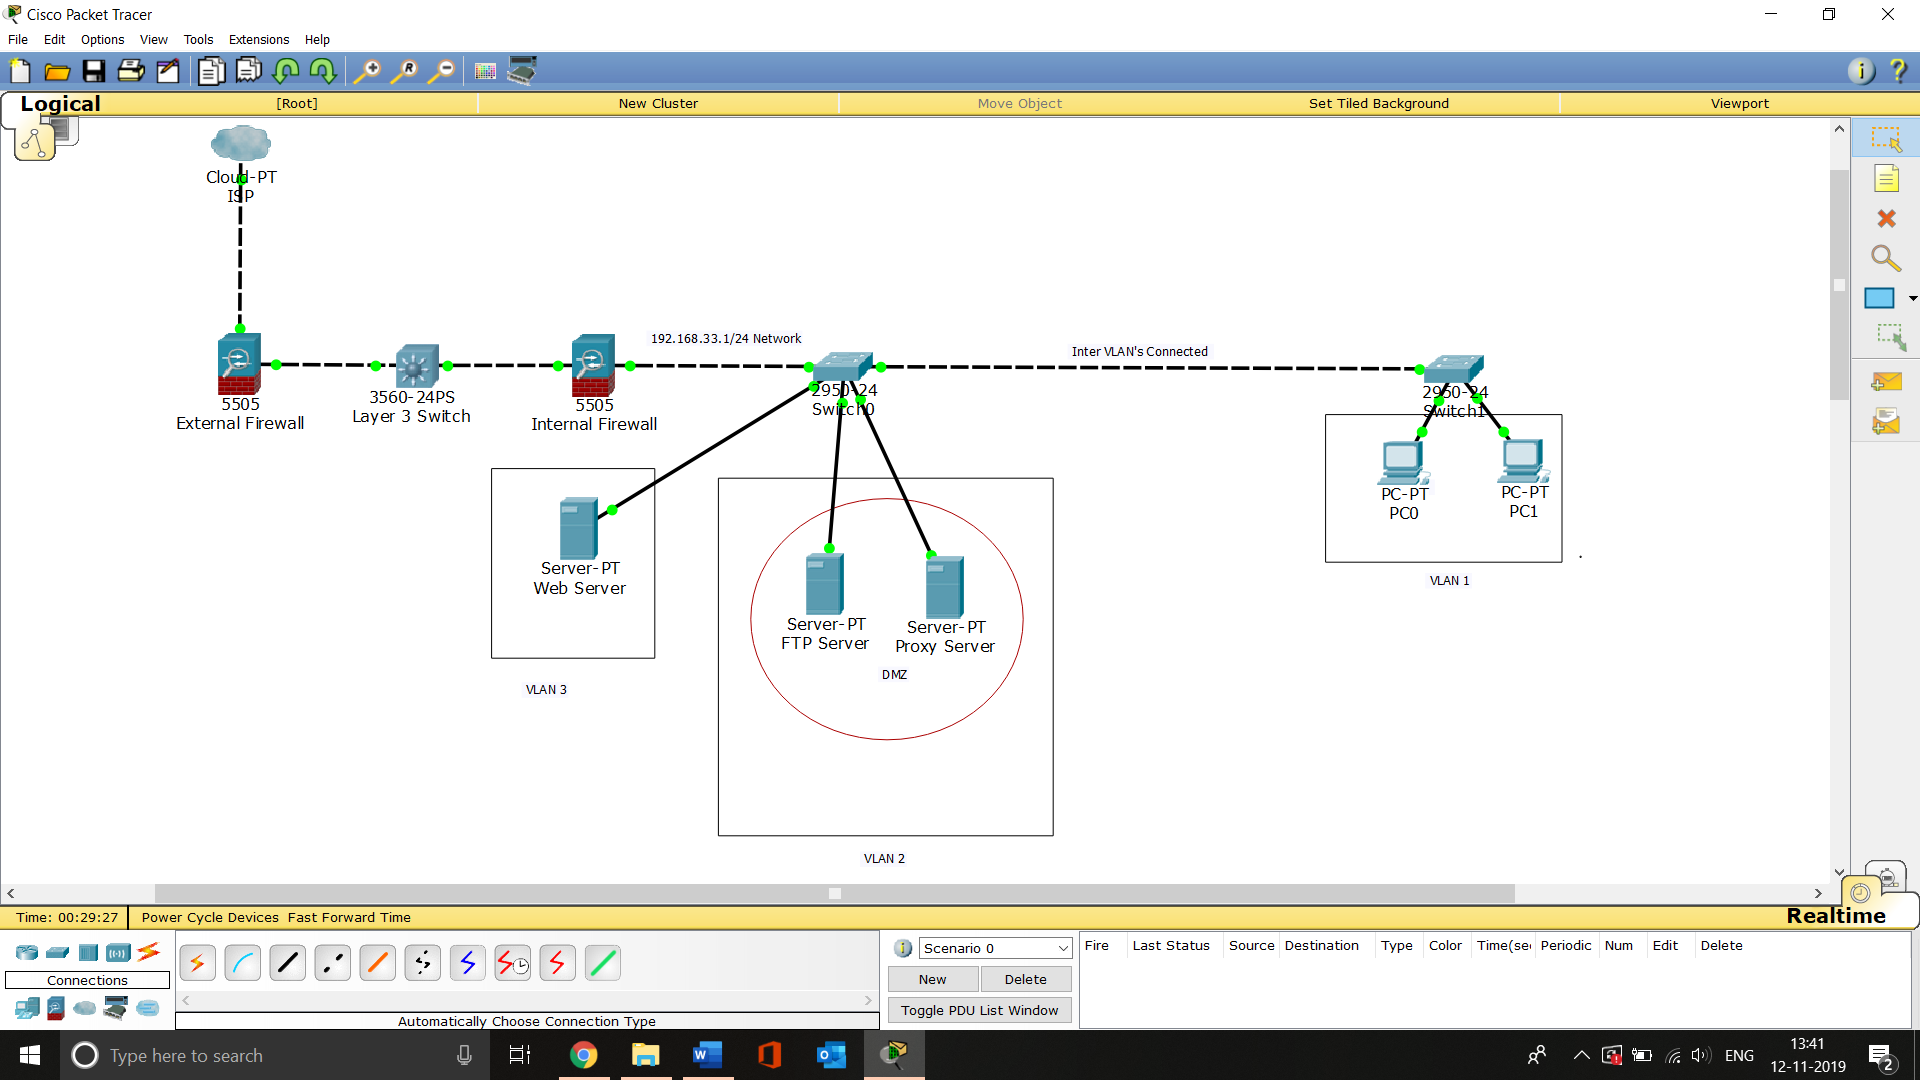 Cisco Packet Tracer
File Edit Options View Tools Extensions Help
Logical [Root] New Cluster Move Object Set Tiled Background Viewport
Cloud-PT
ISP
192.168.33.1/24 Network
Inter VLAN's Connected
5505
External Firewall
3560-24PS
Layer 3 Switch
5505
Internal Firewall
2950-24
Switch0
2950-24
Switch1
PC-PT
PC0
PC-PT
PC1
VLAN 1
Server-PT
Web Server
VLAN 3
Server-PT
FTP Server
Server-PT
Proxy Server
DMZ
VLAN 2
Time: 00:29:27 Power Cycle Devices Fast Forward Time Realtime
Connections
Automatically Choose Connection Type
Scenario 0
New Delete
Toggle PDU List Window
Fire Last Status Source Destination Type Color Time(se Periodic Num Edit Delete
Type here to search
ENG
13:41
12-11-2019
2